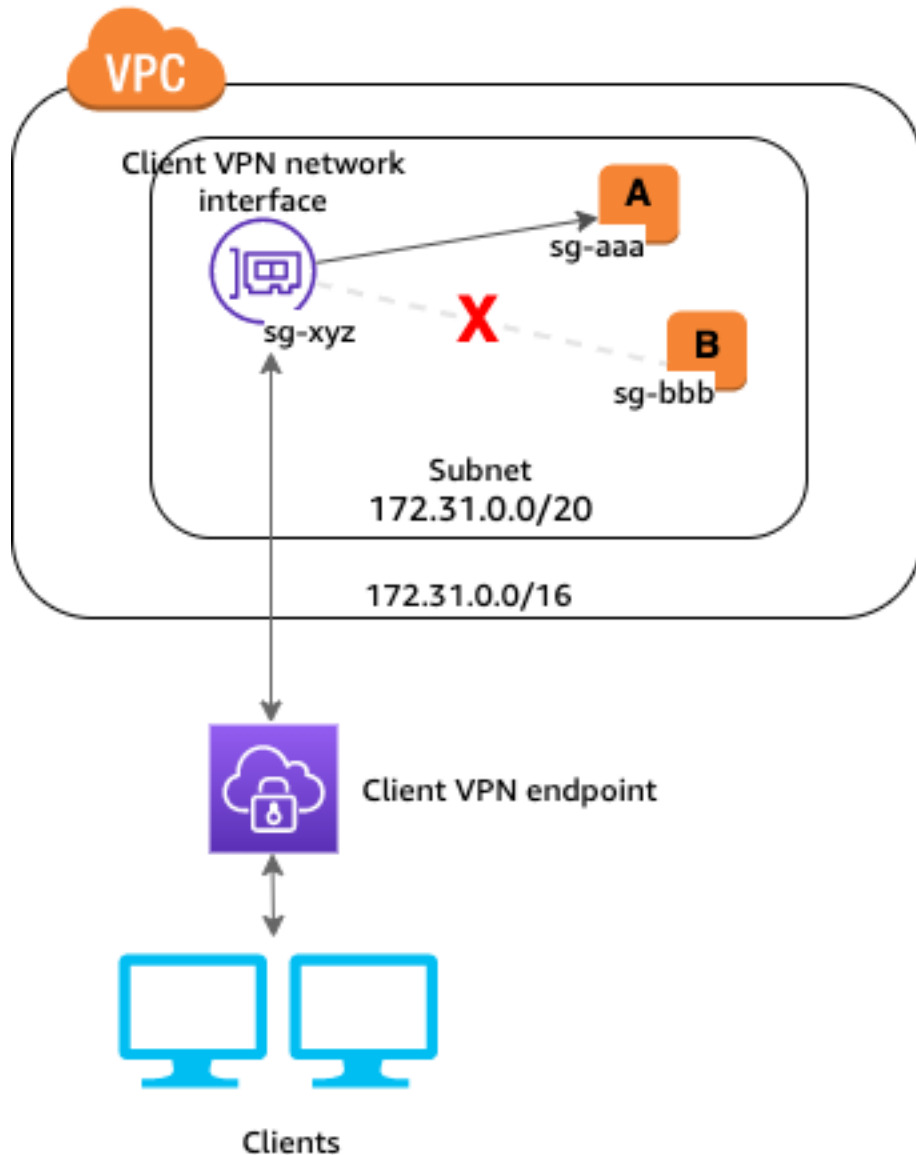 VPC
Client VPN network
interface
A
sg-aaa
sg-xyz
X
B
sg-bbb
Subnet
172.31.0.0/20
172.31.0.0/16
Client VPN endpoint
Clients